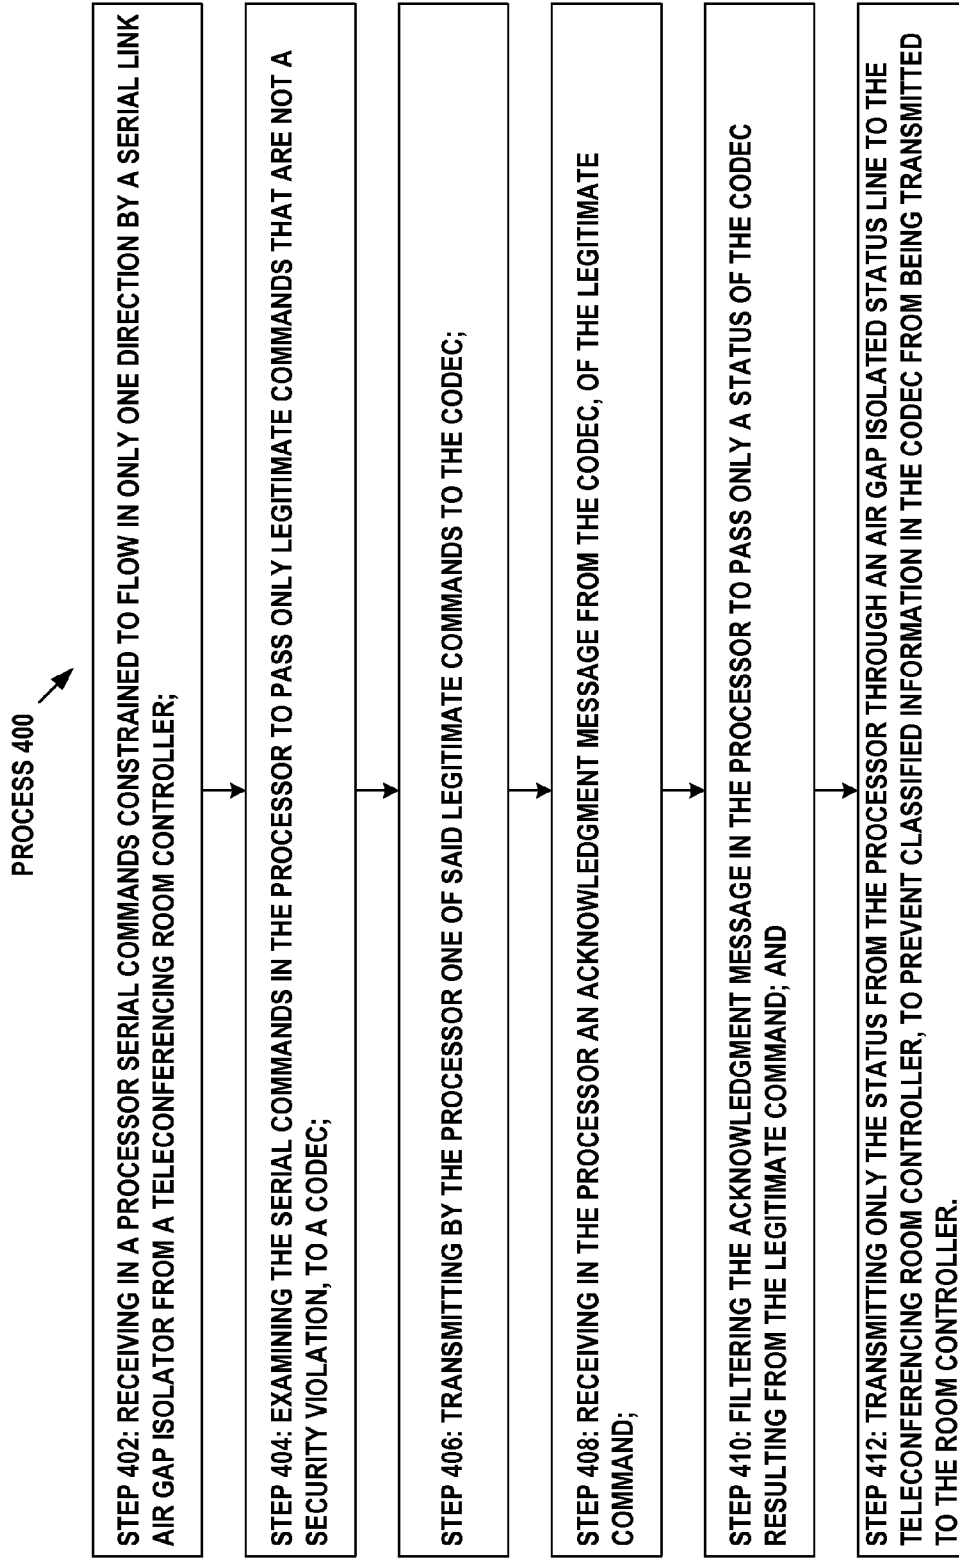 PROCESS 400
STEP 402: RECEIVING IN A PROCESSOR SERIAL COMMANDS CONSTRAINED TO FLOW IN ONLY ONE DIRECTION BY A SERIAL LINK
AIR GAP ISOLATOR FROM A TELECONFERENCING ROOM CONTROLLER;
STEP 404: EXAMINING THE SERIAL COMMANDS IN THE PROCESSOR TO PASS ONLY LEGITIMATE COMMANDS THAT ARE NOT A
SECURITY VIOLATION, TO A CODEC;
STEP 406: TRANSMITTING BY THE PROCESSOR ONE OF SAID LEGITIMATE COMMANDS TO THE CODEC;
STEP 408: RECEIVING IN THE PROCESSOR AN ACKNOWLEDGMENT MESSAGE FROM THE CODEC, OF THE LEGITIMATE
COMMAND;
STEP 410: FILTERING THE ACKNOWLEDGMENT MESSAGE IN THE PROCESSOR TO PASS ONLY A STATUS OF THE CODEC
RESULTING FROM THE LEGITIMATE COMMAND; AND
STEP 412: TRANSMITTING ONLY THE STATUS FROM THE PROCESSOR THROUGH AN AIR GAP ISOLATED STATUS LINE TO THE
TELECONFERENCING ROOM CONTROLLER, TO PREVENT CLASSIFIED INFORMATION IN THE CODEC FROM BEING TRANSMITTED
TO THE ROOM CONTROLLER.